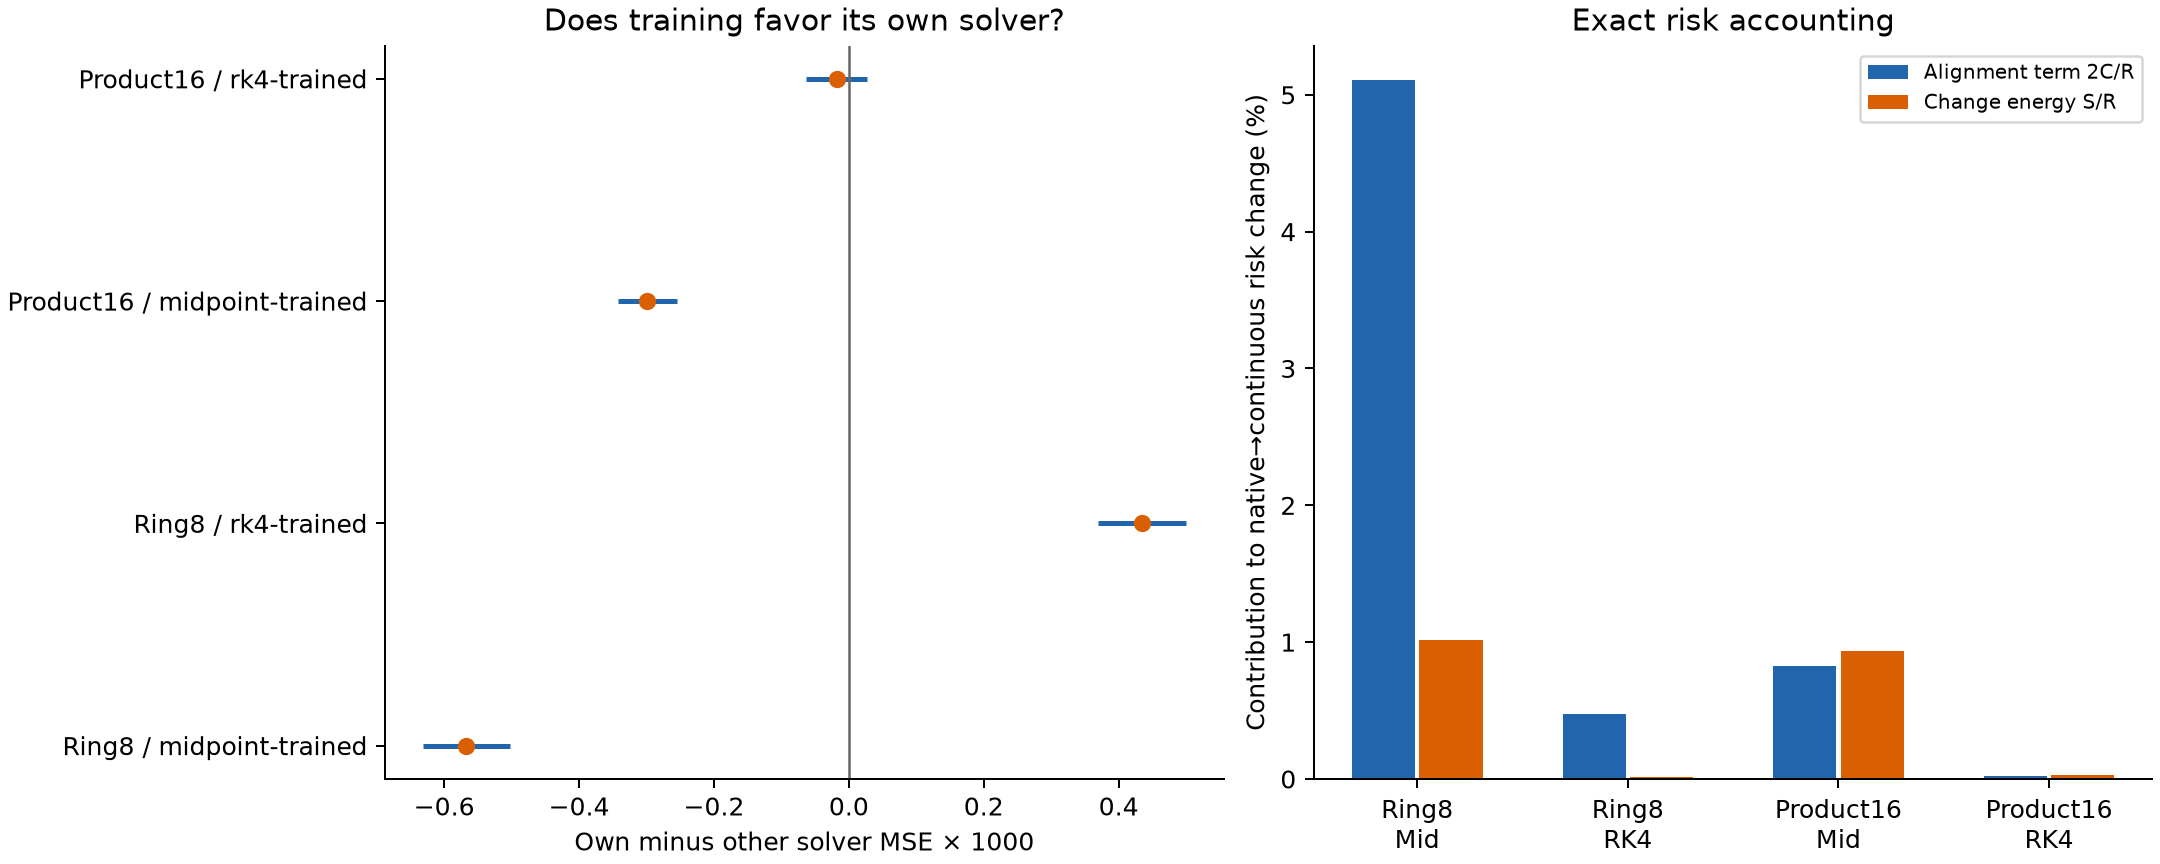 Does training favor its own solver?
Product16 / rk4-trained
Product16 / midpoint-trained
Ring8 / rk4-trained
Ring8 / midpoint-trained
−0.6 −0.4 −0.2 0.0 0.2 0.4
Own minus other solver MSE × 1000
Exact risk accounting
Alignment term 2C/R
Change energy S/R
Contribution to native→continuous risk change (%)
5
4
3
2
1
0
Ring8 Ring8 Product16 Product16
Mid RK4 Mid RK4